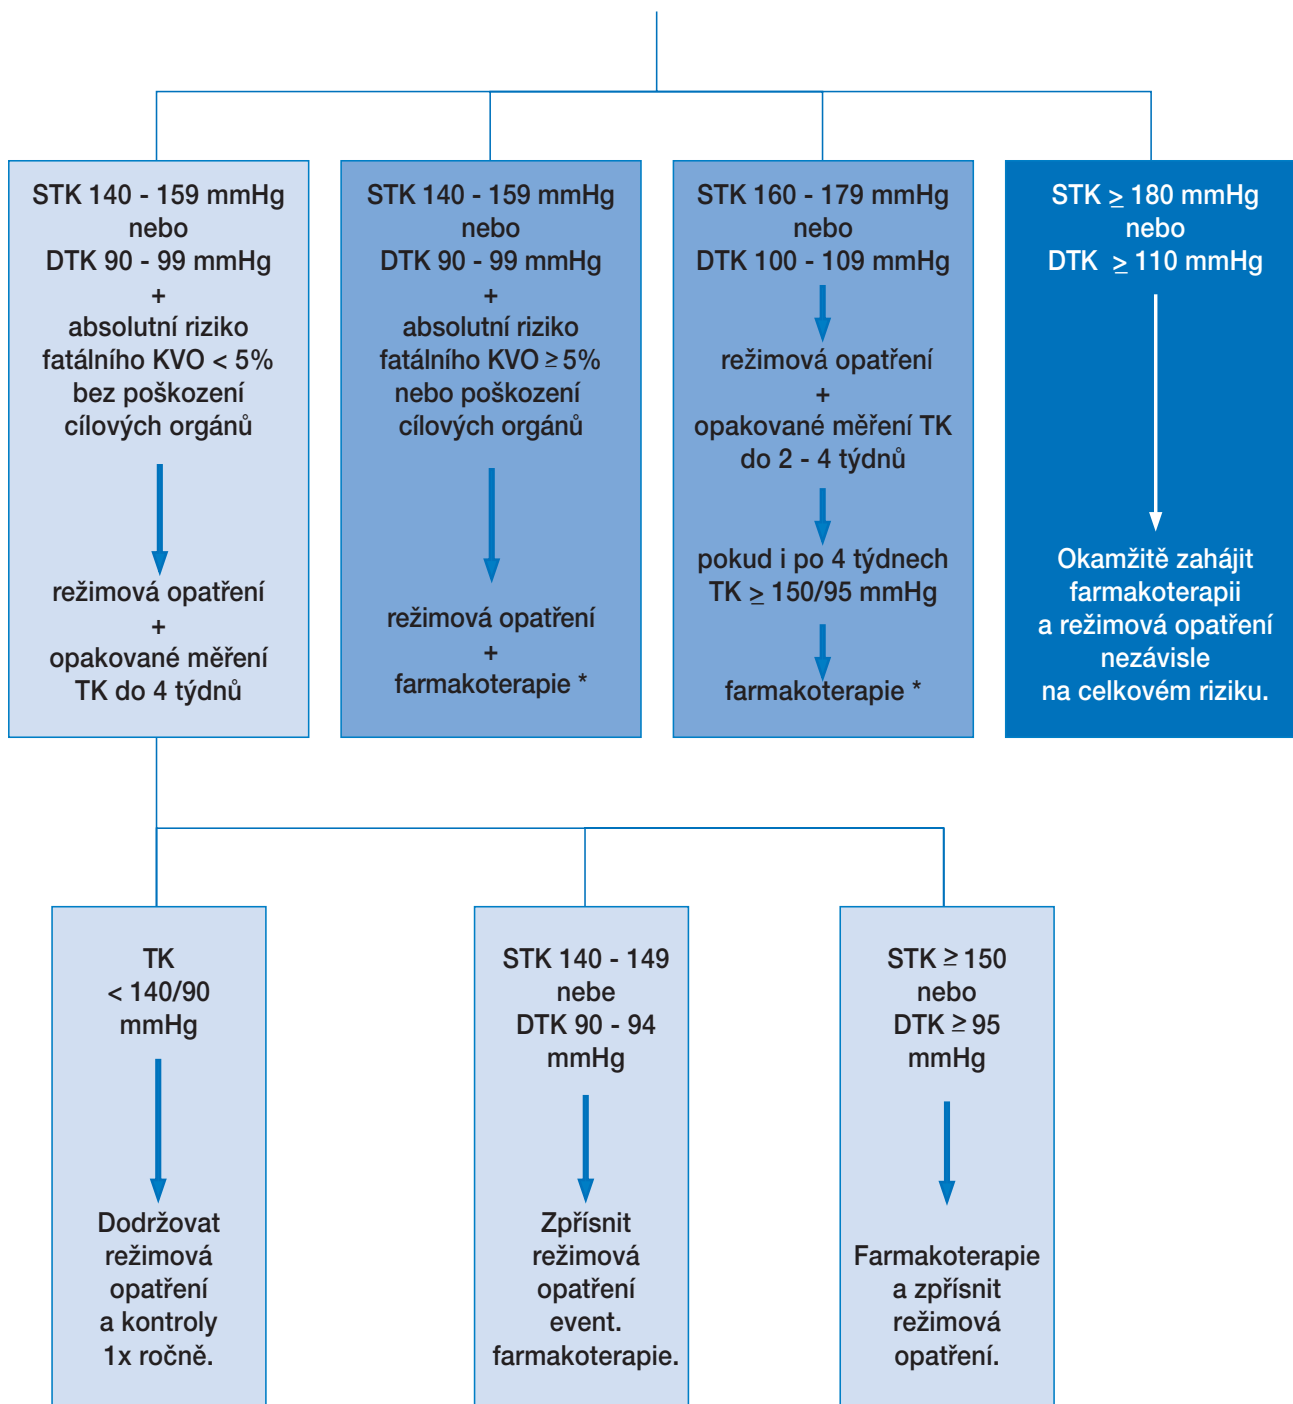 STK 140 - 159 mmHg
nebo
DTK 90 - 99 mmHg
+
absolutní riziko
fatálního KVO < 5%
bez poškození
cílových orgánů
režimová opatření
+
opakované měření
TK do 4 týdnů
STK 140 - 159 mmHg
nebo
DTK 90 - 99 mmHg
+
absolutní riziko
fatálního KVO ≥ 5%
nebo poškození
cílových orgánů
režimová opatření
+
farmakoterapie *
STK 160 - 179 mmHg
nebo
DTK 100 - 109 mmHg
režimová opatření
+
opakované měření TK
do 2 - 4 týdnů
pokud i po 4 týdnech
TK ≥ 150/95 mmHg
farmakoterapie *
STK ≥ 180 mmHg
nebo
DTK ≥ 110 mmHg
Okamžitě zahájit
farmakoterapii
a režimová opatření
nezávisle
na celkovém riziku.
TK
< 140/90
mmHg
Dodržovat
režimová
opatření
a kontroly
1x ročně.
STK 140 - 149
nebe
DTK 90 - 94
mmHg
Zpřísnit
režimová
opatření
event.
farmakoterapie.
STK ≥ 150
nebo
DTK ≥ 95
mmHg
Farmakoterapie
a zpřísnit
režimová
opatření.